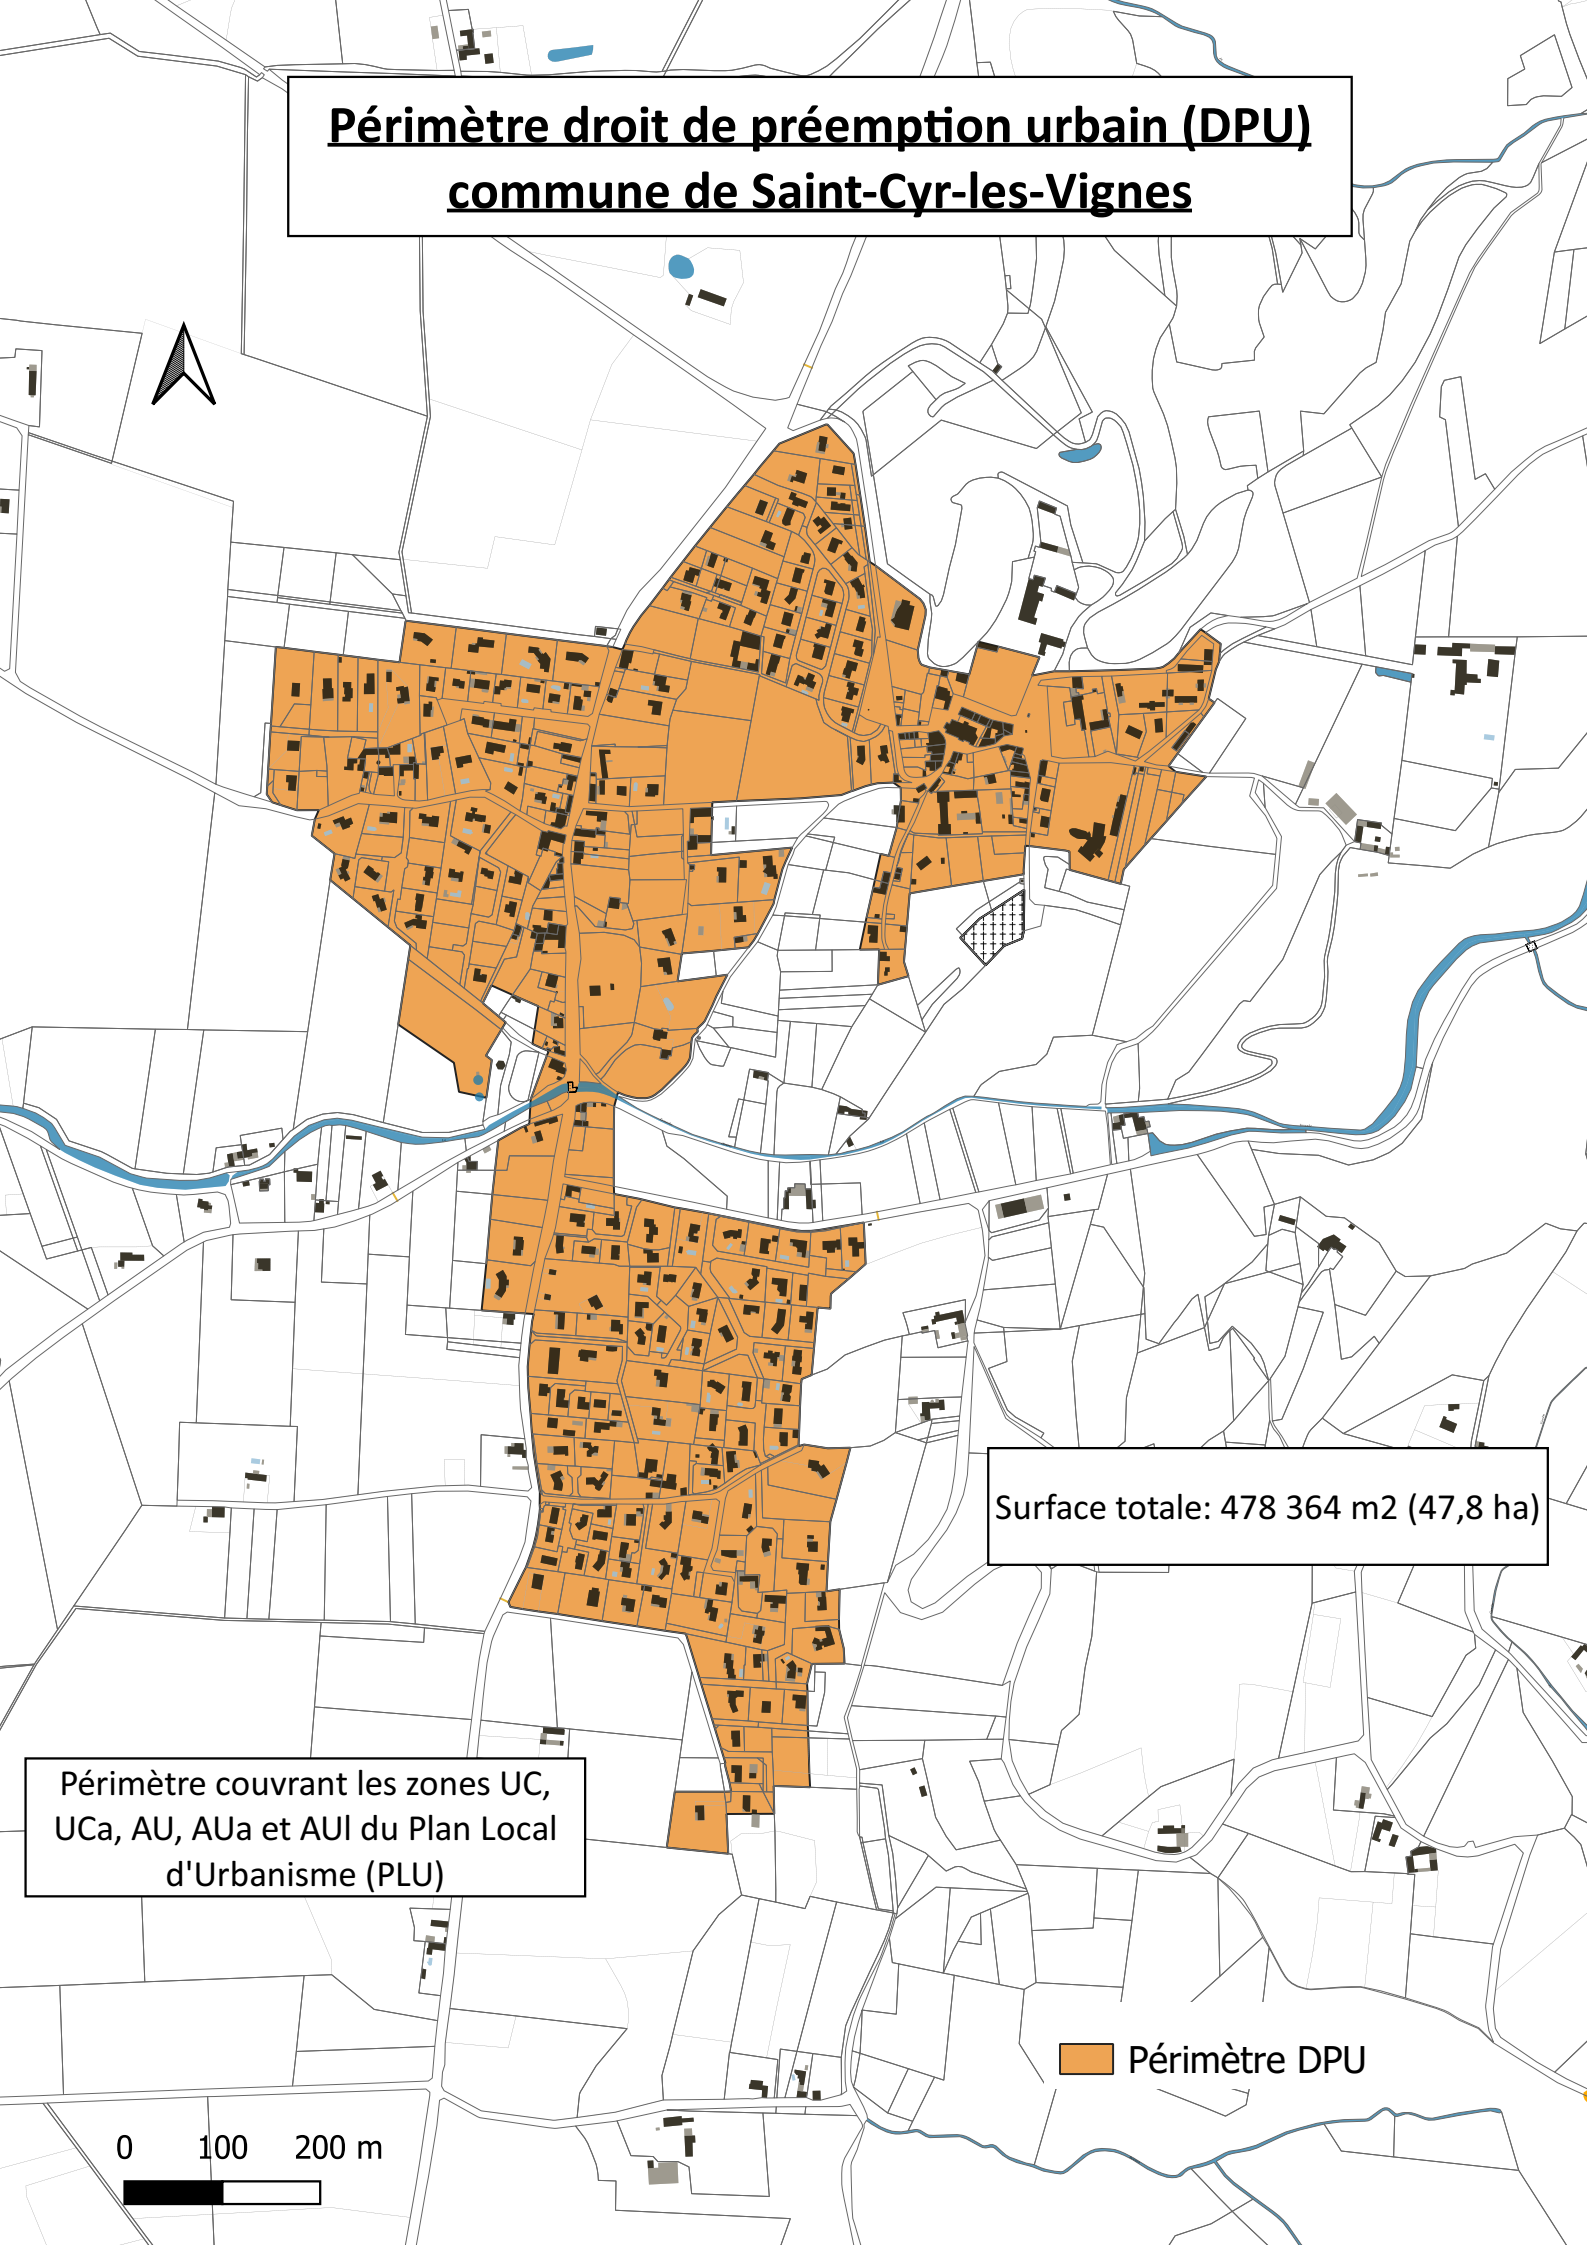 Périmètre droit de préemption urbain (DPU)
commune de Saint-Cyr-les-Vignes
Surface totale: 478 364 m2 (47,8 ha)
Périmètre couvrant les zones UC,
UCa, AU, AUa et AUl du Plan Local
d'Urbanisme (PLU)
Périmètre DPU
0 100 200 m